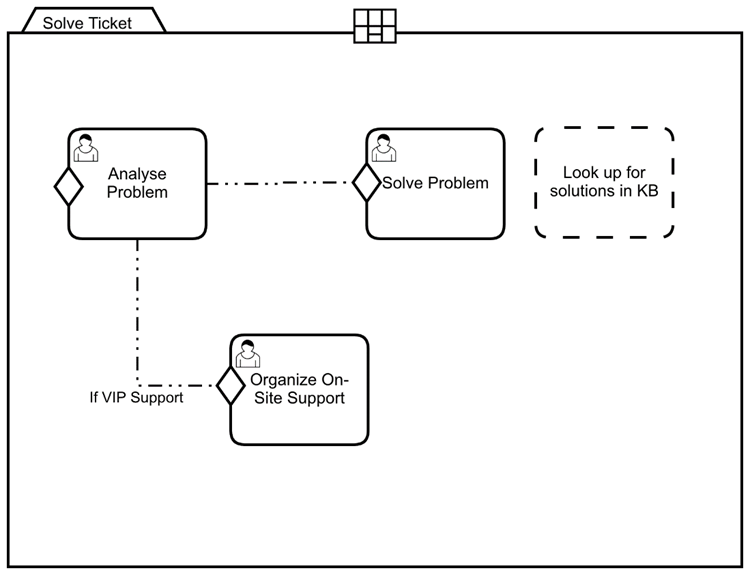 Solve Ticket
Analyse
Problem
Solve Problem
Look up for
solutions in KB
Organize On-
Site Support
If VIP Support